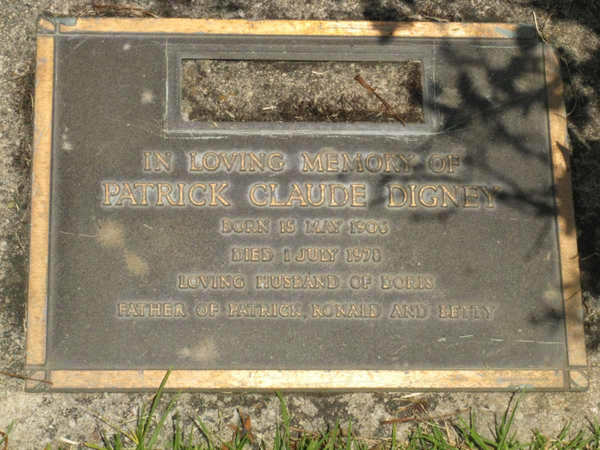 IN LOVING MEMORY OF
PATRICK CLAUDE DIGNEY
BORN 15 MAY 1906
DIED 1 JULY 1978
LOVING HUSBAND OF DORIS
FATHER OF PATRICK, RONALD AND BETTY